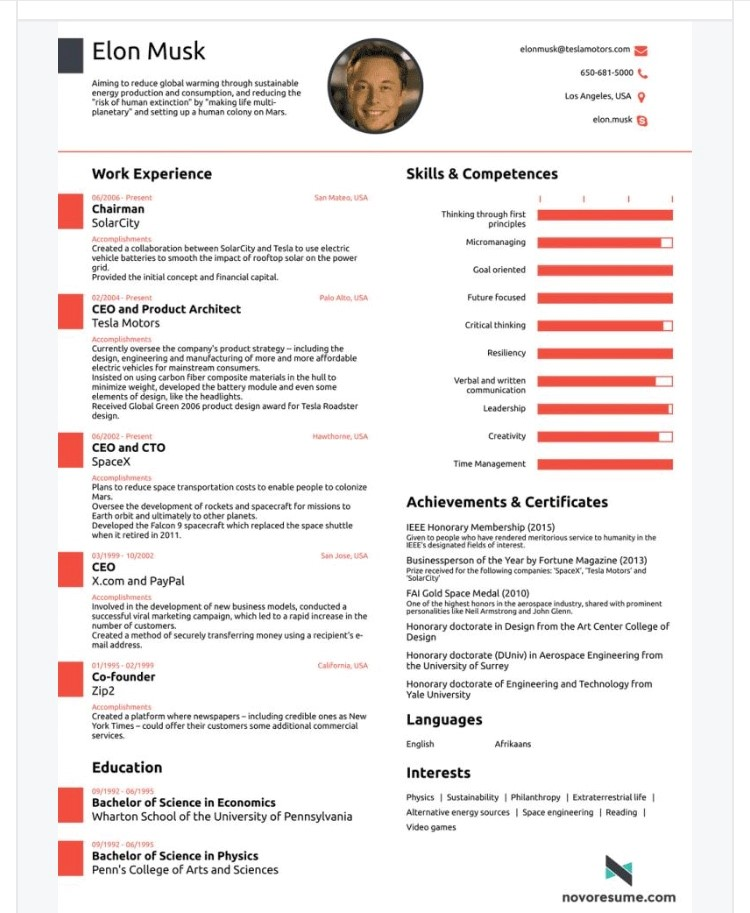 Elon Musk
Aiming to reduce global warming through sustainable
energy production and consumption, and reducing the
"risk of human extinction" by "making life multi-
planetary" and setting up a human colony on Mars.
elonmusk@teslamotors.com
650-681-5000
Los Angeles, USA
elon.musk
Work Experience
06/2006 - Present San Mateo, USA
Chairman
SolarCity
Accomplishments
Created a collaboration between SolarCity and Tesla to use electric
vehicle batteries to smooth the impact of rooftop solar on the power
grid.
Provided the initial concept and financial capital.
02/2004 - Present Palo Alto, USA
CEO and Product Architect
Tesla Motors
Accomplishments
Currently oversee the company's product strategy -- including the
design, engineering and manufacturing of more and more affordable
electric vehicles for mainstream consumers.
Insisted on using carbon fiber composite materials in the hull to
minimize weight, developed the battery module and even some
elements of design, like the headlights.
Received Global Green 2006 product design award for Tesla Roadster
design.
06/2002 - Present Hawthorne, USA
CEO and CTO
SpaceX
Accomplishments
Plans to reduce space transportation costs to enable people to colonize
Mars.
Oversee the development of rockets and spacecraft for missions to
Earth orbit and ultimately to other planets.
Developed the Falcon 9 spacecraft which replaced the space shuttle
when it retired in 2011.
03/1999 - 10/2002 San Jose, USA
CEO
X.com and PayPal
Accomplishments
Involved in the development of new business models, conducted a
successful viral marketing campaign, which led to a rapid increase in the
number of customers.
Created a method of securely transferring money using a recipient's e-
mail address.
01/1995 - 02/1999 California, USA
Co-founder
Zip2
Accomplishments
Created a platform where newspapers – including credible ones as New
York Times – could offer their customers some additional commercial
services.
Education
09/1992 - 06/1995
Bachelor of Science in Economics
Wharton School of the University of Pennsylvania
09/1992 - 06/1995
Bachelor of Science in Physics
Penn's College of Arts and Sciences
Skills & Competences
Thinking through first
principles
Micromanaging
Goal oriented
Future focused
Critical thinking
Resiliency
Verbal and written
communication
Leadership
Creativity
Time Management
Achievements & Certificates
IEEE Honorary Membership (2015)
Given to people who have rendered meritorious service to humanity in the
IEEE's designated fields of interest.
Businessperson of the Year by Fortune Magazine (2013)
Prize received for the following companies: 'SpaceX', 'Tesla Motors' and
'SolarCity'
FAI Gold Space Medal (2010)
One of the highest honors in the aerospace industry, shared with prominent
personalities like Neil Armstrong and John Glenn.
Honorary doctorate in Design from the Art Center College of
Design
Honorary doctorate (DUniv) in Aerospace Engineering from
the University of Surrey
Honorary doctorate of Engineering and Technology from
Yale University
Languages
English Afrikaans
Interests
Physics | Sustainability | Philanthropy | Extraterrestrial life |
Alternative energy sources | Space engineering | Reading |
Video games
novoresume.com